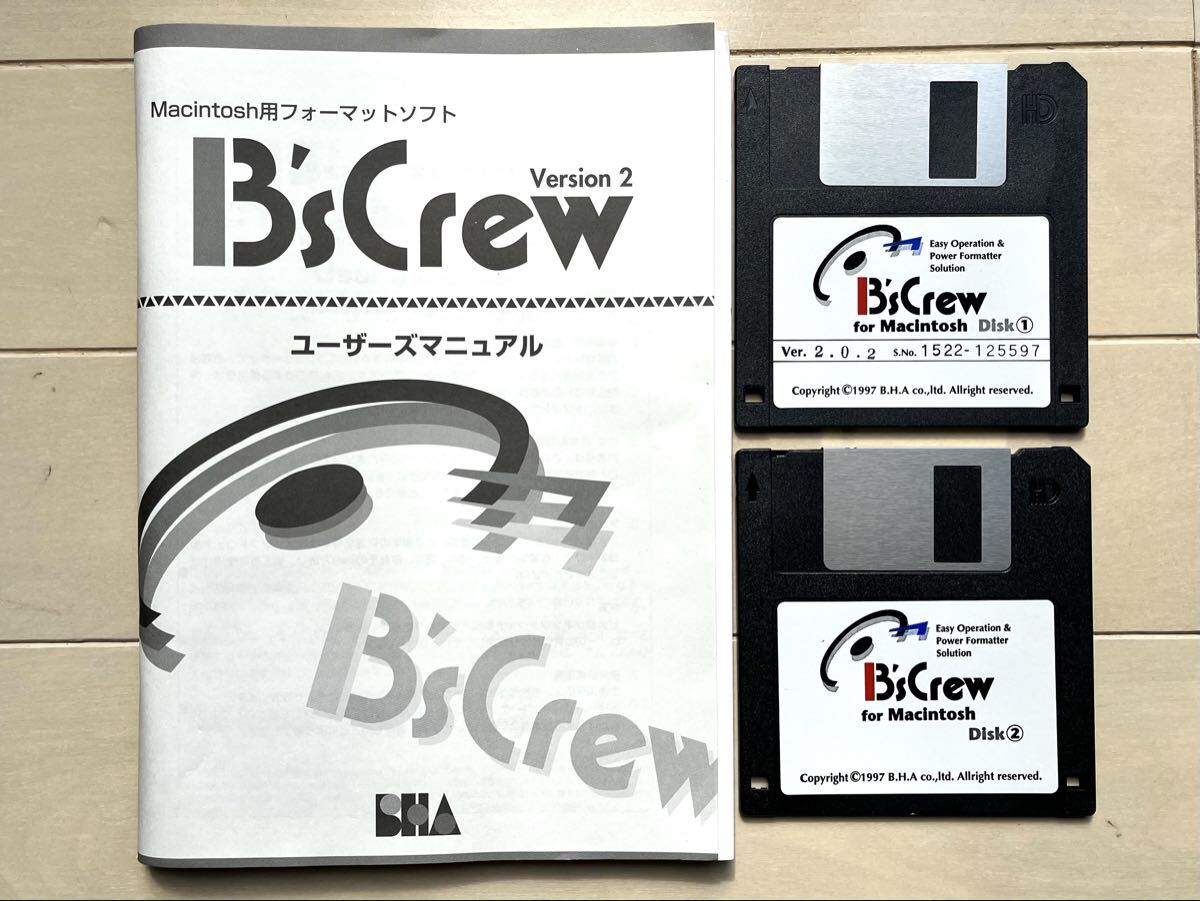 Macintosh用フォーマットソフト
B'sCrew
Version 2
ユーザーズマニュアル
B'sCrew
BHA
HD
Easy Operation &
Power Formatter
Solution
B'sCrew
for Macintosh Disk①
Ver. 2.0.2 S.No. 1522-125597
Copyright©1997 B.H.A co.,ltd. Allright reserved.
HD
Easy Operation &
Power Formatter
Solution
B'sCrew
for Macintosh
Disk②
Copyright©1997 B.H.A co.,ltd. Allright reserved.